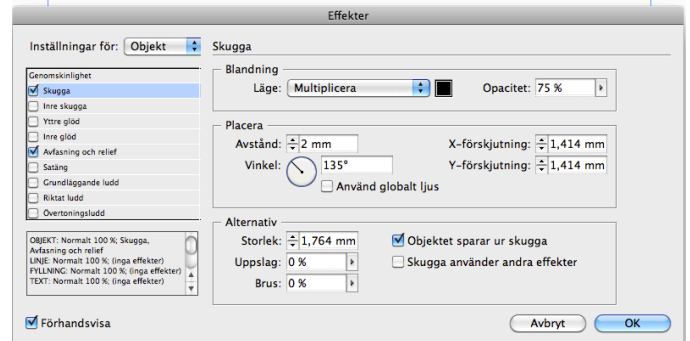 Effekter
Inställningar för: Objekt
Skugga
Genomskinlighet
Skugga
Inre skugga
Yttre glöd
Inre glöd
Avfasning och relief
Satäng
Grundläggande ludd
Riktat ludd
Övertoningsludd
OBJEKT: Normalt 100 %; Skugga,
Avfasning och relief
LINJE: Normalt 100 %; (inga effekter)
FYLLNING: Normalt 100 %; (inga effekter)
TEXT: Normalt 100 %; (inga effekter)
Förhandsvisa
Blandning
Läge: Multiplicera
Opacitet: 75 %
Placera
Avstånd: 2 mm
X-förskjutning: 1,414 mm
Vinkel: 135°
Y-förskjutning: 1,414 mm
Använd globalt ljus
Alternativ
Storlek: 1,764 mm
Objektet sparar ur skugga
Uppslag: 0 %
Skugga använder andra effekter
Brus: 0 %
Avbryt
OK